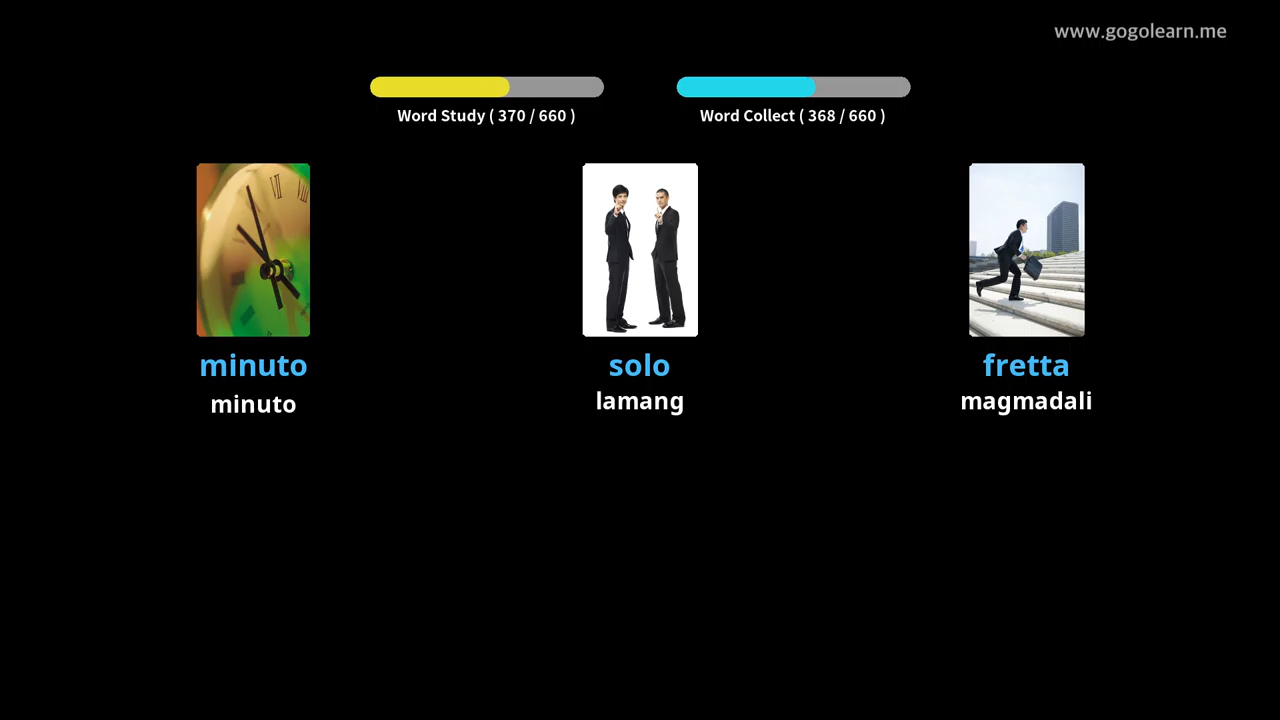 www.gogolearn.me
Word Study ( 370 / 660 )
Word Collect ( 368 / 660 )
minuto
minuto
solo
lamang
fretta
magmadali